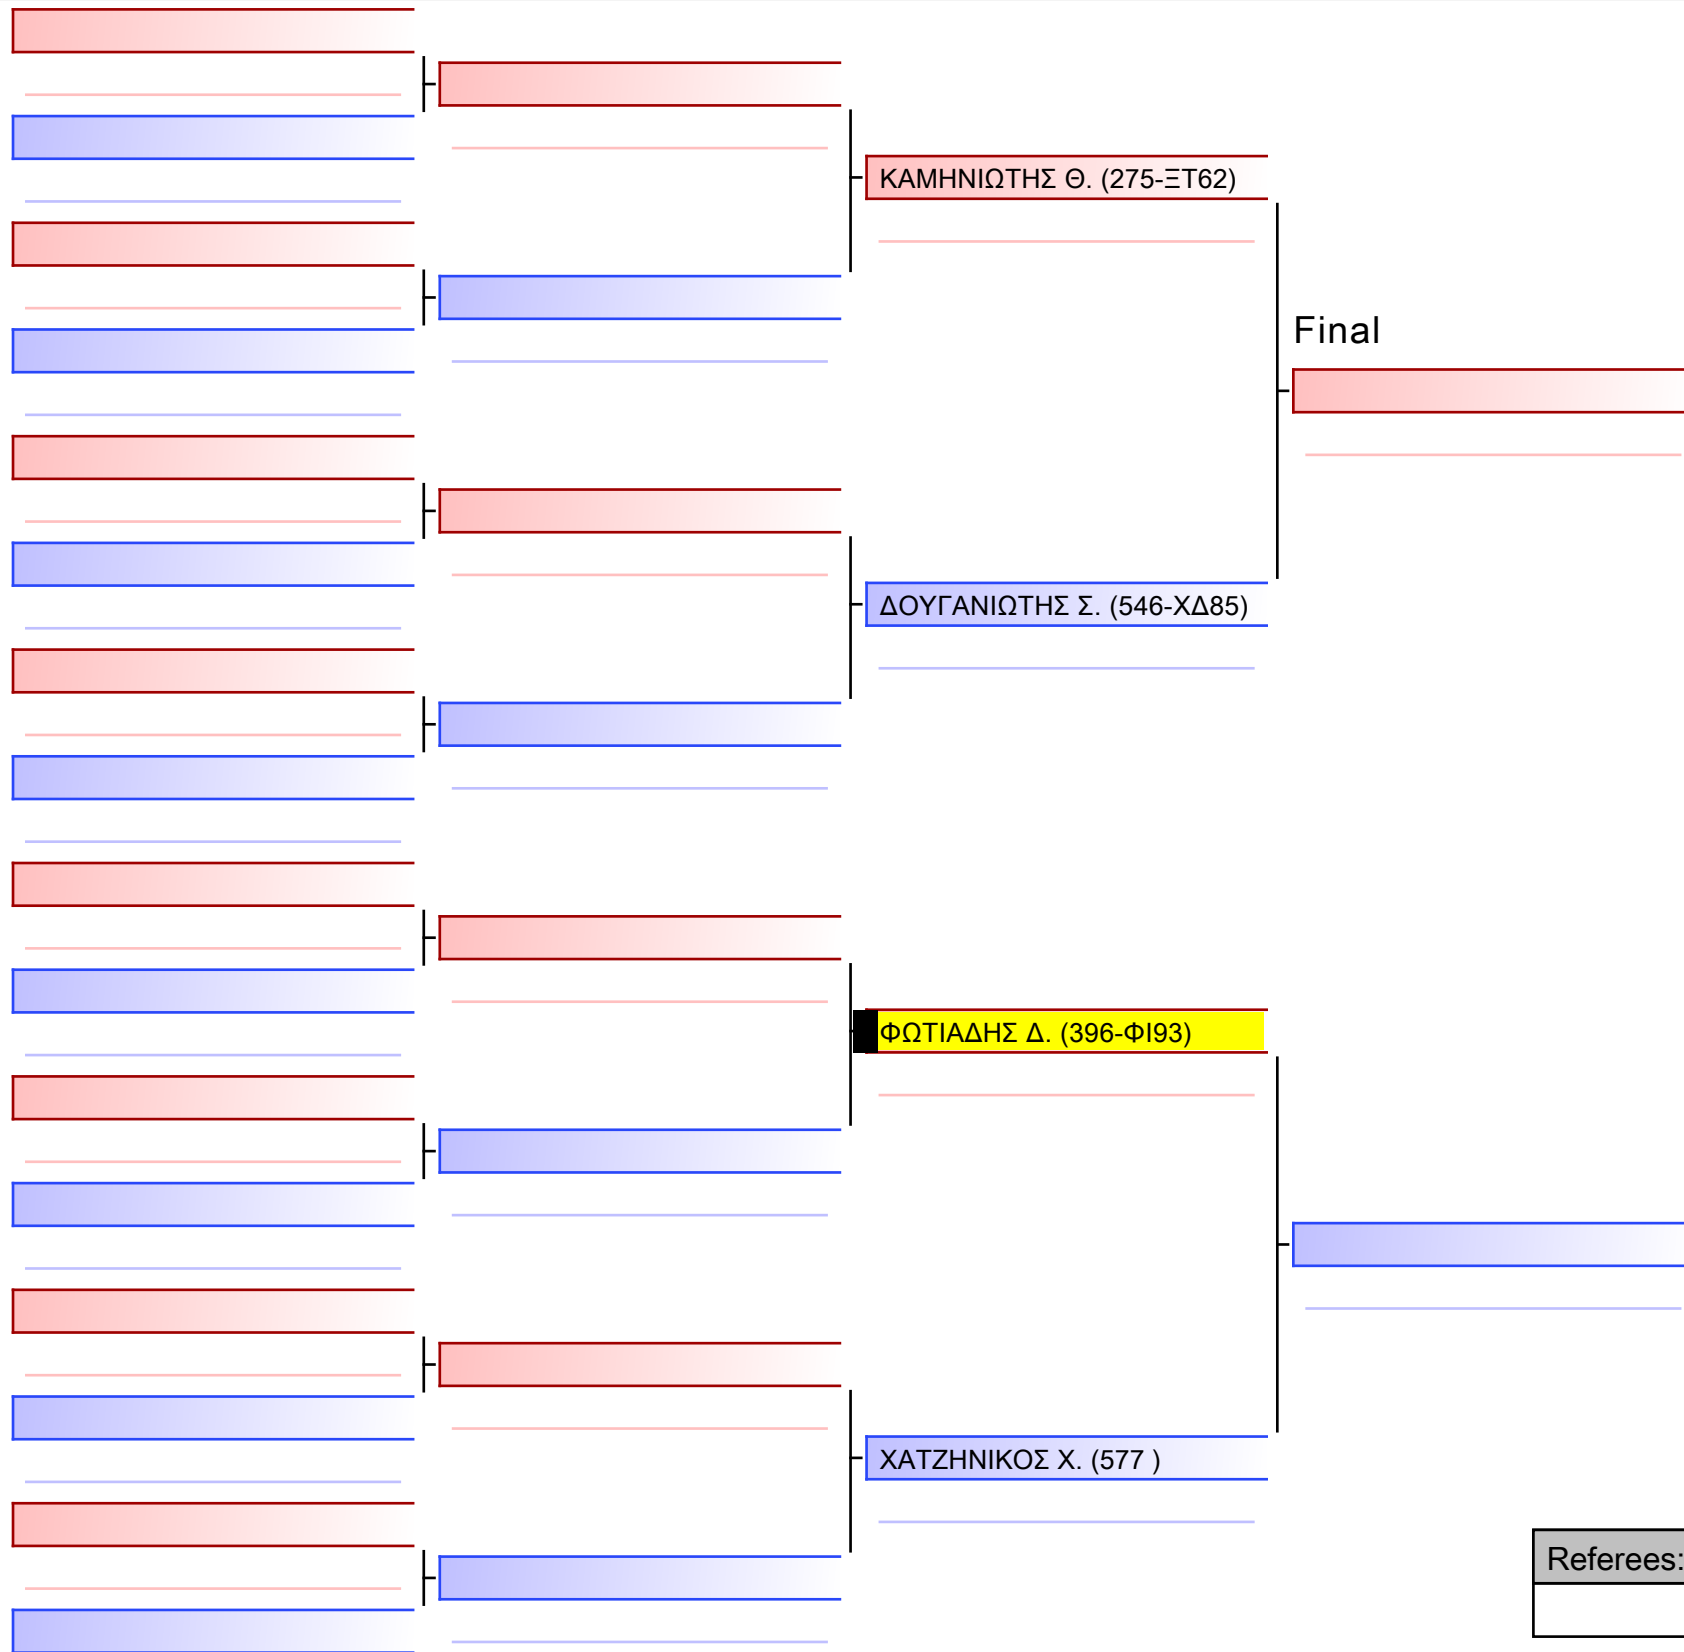 ΚΑΜΗΝΙΩΤΗΣ Θ. (275-ΞΤ62)
Final
ΔΟΥΓΑΝΙΩΤΗΣ Σ. (546-ΧΔ85)
ΦΩΤΙΑΔΗΣ Δ. (396-ΦΙ93)
ΧΑΤΖΗΝΙΚΟΣ Χ. (577 )
Referees: